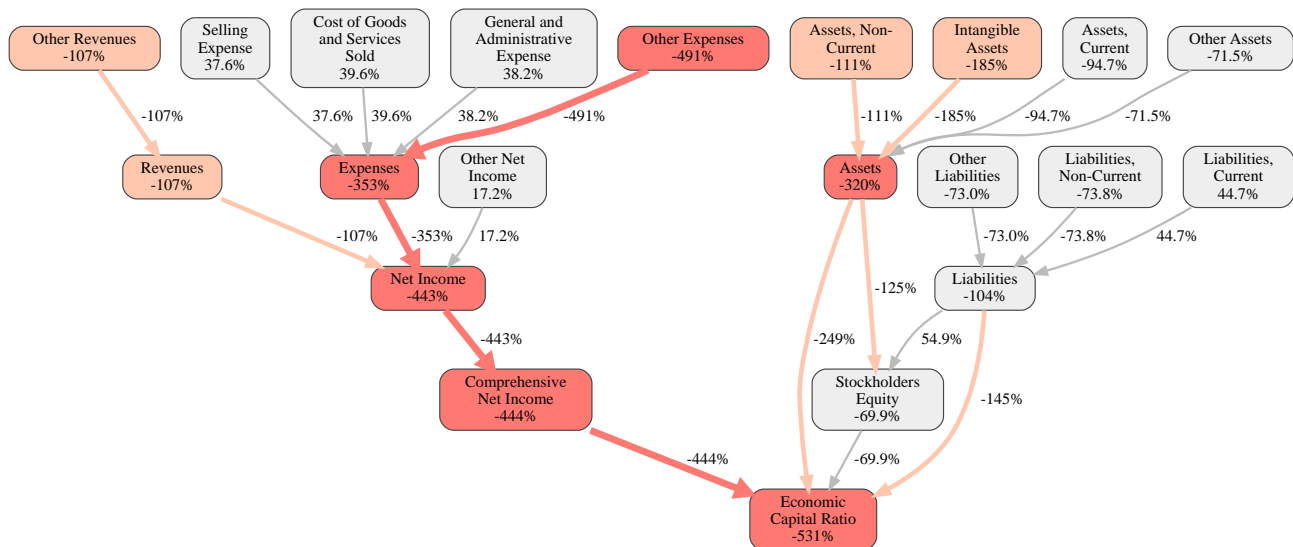 Other Revenues
-107%
Selling
Expense
37.6%
Cost of Goods
and Services
Sold
39.6%
General and
Administrative
Expense
38.2%
Other Expenses
-491%
Assets, Non-
Current
-111%
Intangible
Assets
-185%
Assets,
Current
-94.7%
Other Assets
-71.5%
-107%
37.6%
39.6%
38.2%
-491%
-111%
-185%
-94.7%
-71.5%
Revenues
-107%
Expenses
-353%
Other Net
Income
17.2%
Assets
-320%
Other
Liabilities
-73.0%
Liabilities,
Non-Current
-73.8%
Liabilities,
Current
44.7%
-107%
-353%
17.2%
-73.0%
-73.8%
44.7%
Net Income
-443%
-125%
Liabilities
-104%
-443%
-249%
54.9%
Comprehensive
Net Income
-444%
Stockholders
Equity
-69.9%
-145%
-444%
-69.9%
Economic
Capital Ratio
-531%